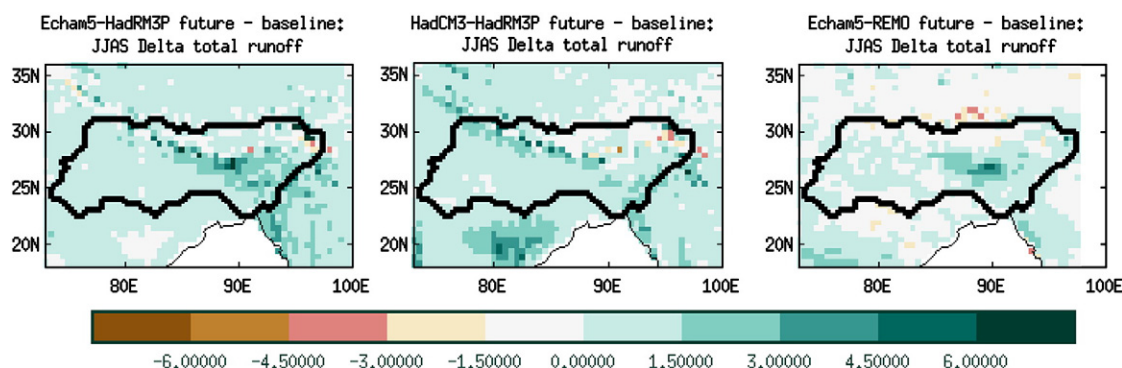 Echam5-HadRM3P future - baseline:
JJAS Delta total runoff
HadCM3-HadRM3P future - baseline:
JJAS Delta total runoff
Echam5-REMO future - baseline:
JJAS Delta total runoff
35N
30N
25N
20N
80E 90E 100E
35N
30N
25N
20N
80E 90E 100E
35N
30N
25N
20N
80E 90E 100E
-6.00000 -4.50000 -3.00000 -1.50000 0.00000 1.50000 3.00000 4.50000 6.00000